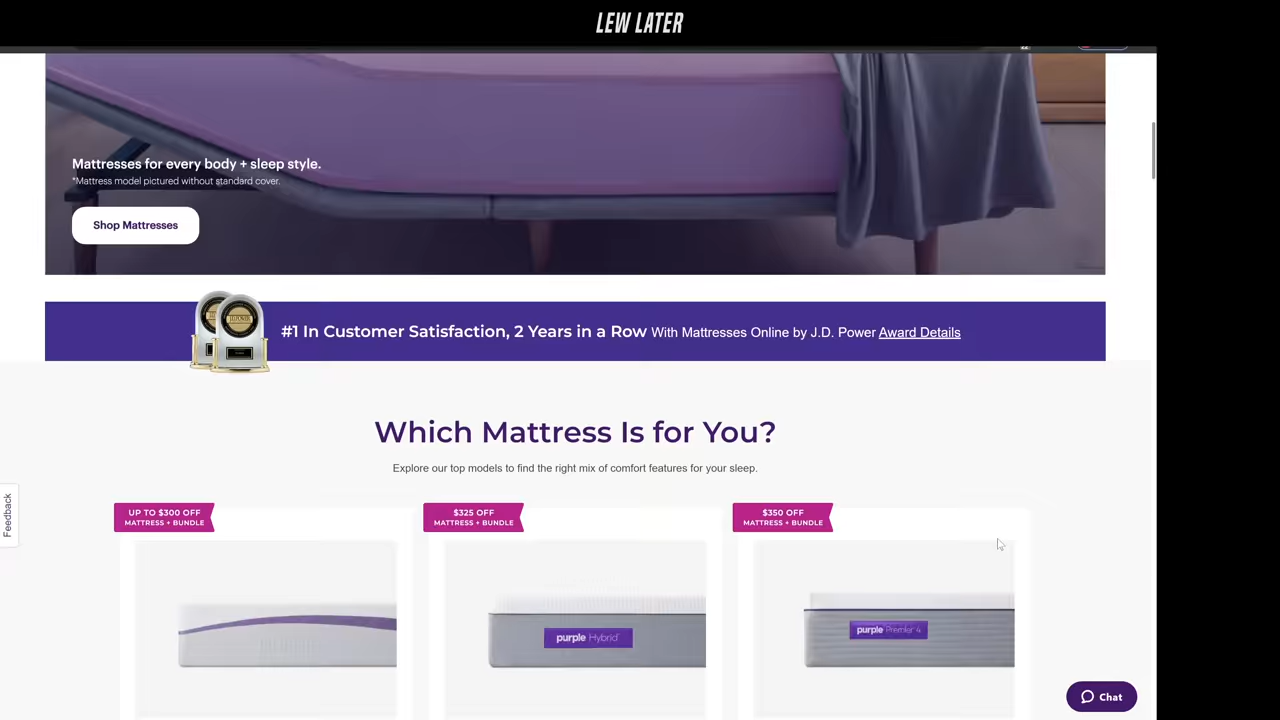 LEW LATER
Mattresses for every body + sleep style.
*Mattress model pictured without standard cover.
Shop Mattresses
#1 In Customer Satisfaction, 2 Years in a Row With Mattresses Online by J.D. Power Award Details
Which Mattress Is for You?
Explore our top models to find the right mix of comfort features for your sleep.
Feedback
UP TO $300 OFF
MATTRESS + BUNDLE
$325 OFF
MATTRESS + BUNDLE
$350 OFF
MATTRESS + BUNDLE
purple Hybrid
purple Premier 4
Chat